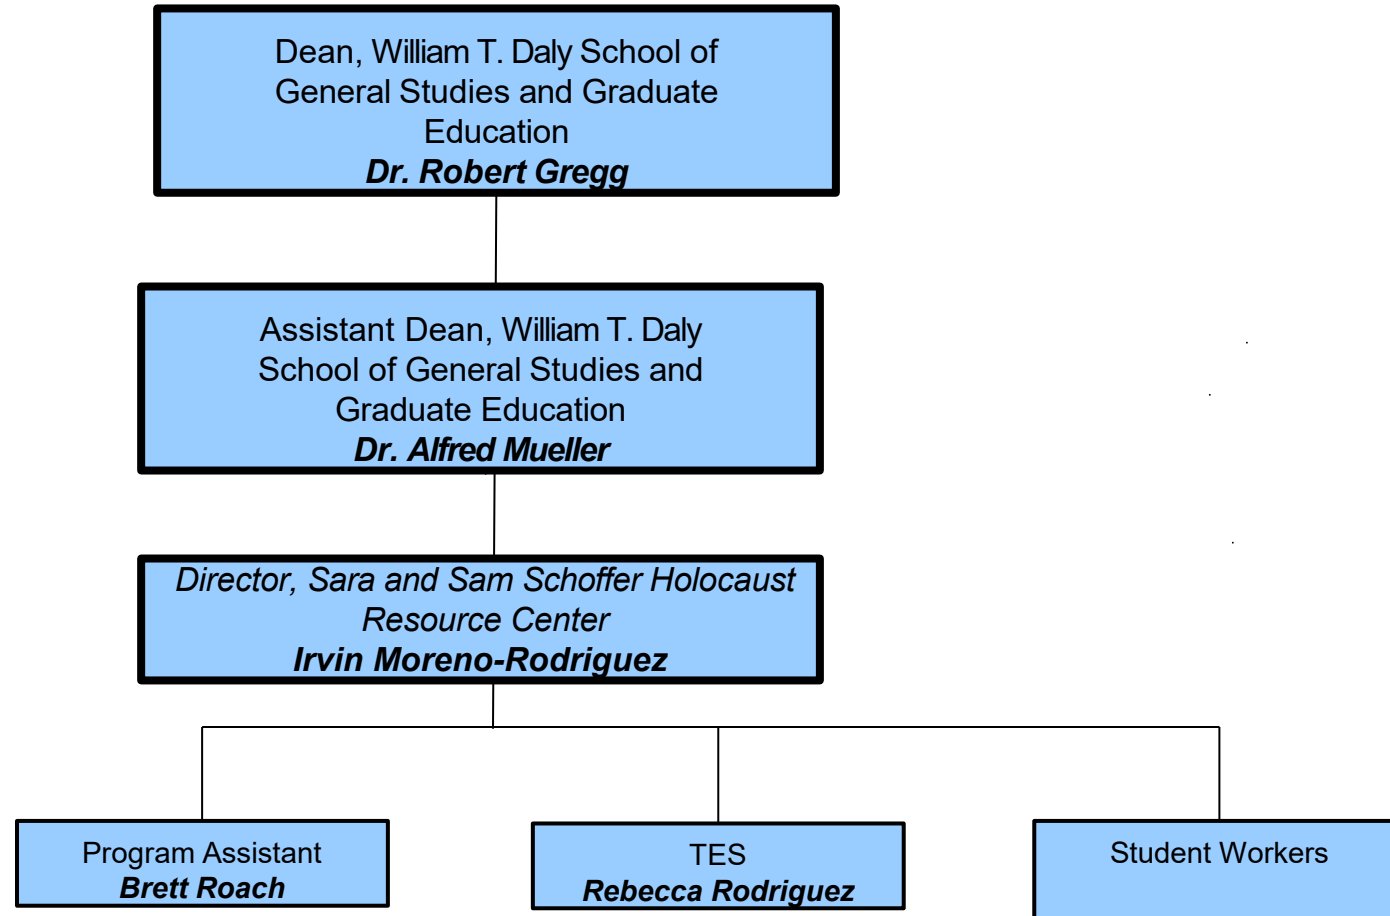 Dean, William T. Daly School of
General Studies and Graduate
Education
Dr. Robert Gregg
Assistant Dean, William T. Daly
School of General Studies and
Graduate Education
Dr. Alfred Mueller
Director, Sara and Sam Schoffer Holocaust
Resource Center
Irvin Moreno-Rodriguez
Program Assistant
Brett Roach
TES
Rebecca Rodriguez
Student Workers